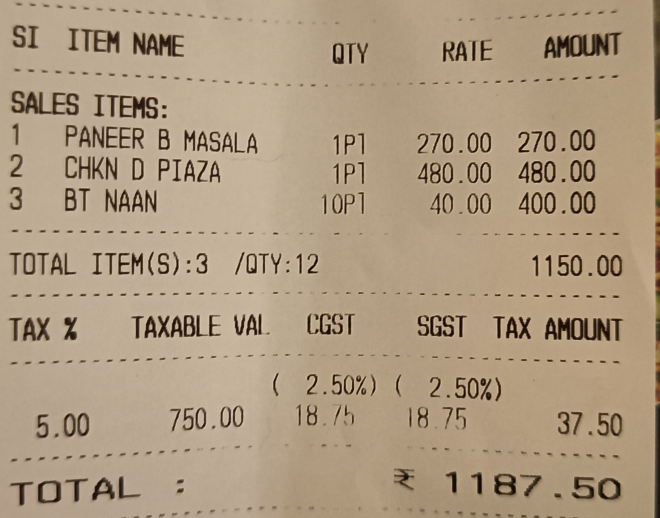 SI ITEM NAME QTY RATE AMOUNT
SALES ITEMS:
1 PANEER B MASALA 1Pl 270.00 270.00
2 CHKN D PIAZA 1Pl 480.00 480.00
3 BT NAAN 10Pl 40.00 400.00
TOTAL ITEM(S):3 /QTY:12 1150.00
TAX % TAXABLE VAL CGST SGST TAX AMOUNT
( 2.50%) ( 2.50%)
5.00 750.00 18.75 18.75 37.50
TOTAL : ₹ 1187.50